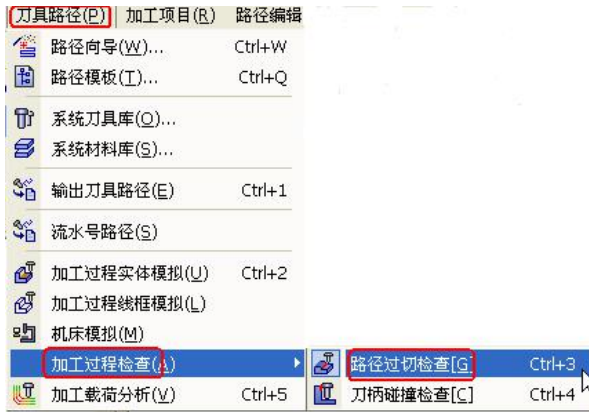 刀具路径(P) 加工项目(R) 路径编辑
路径向导(W)... Ctrl+W
路径模板(T)... Ctrl+Q
系统刀具库(O)...
系统材料库(S)...
输出刀具路径(E) Ctrl+1
流水号路径(S)
加工过程实体模拟(U) Ctrl+2
加工过程线框模拟(L)
机床模拟(M)
加工过程检查(A) 路径过切检查[G] Ctrl+3
加工载荷分析(V) Ctrl+5 刀柄碰撞检查[C] Ctrl+4